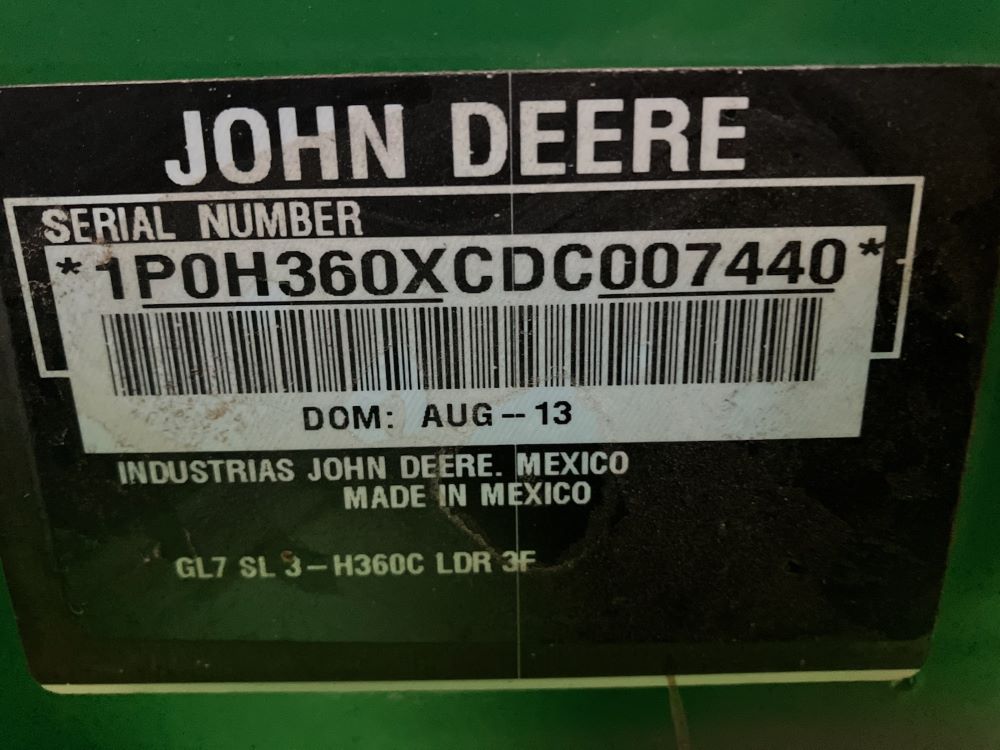 JOHN DEERE
SERIAL NUMBER
*1P0H360XCDC007440*
DOM: AUG-13
INDUSTRIAS JOHN DEERE. MEXICO
MADE IN MEXICO
GL7 SL 3-H360C LDR 3F